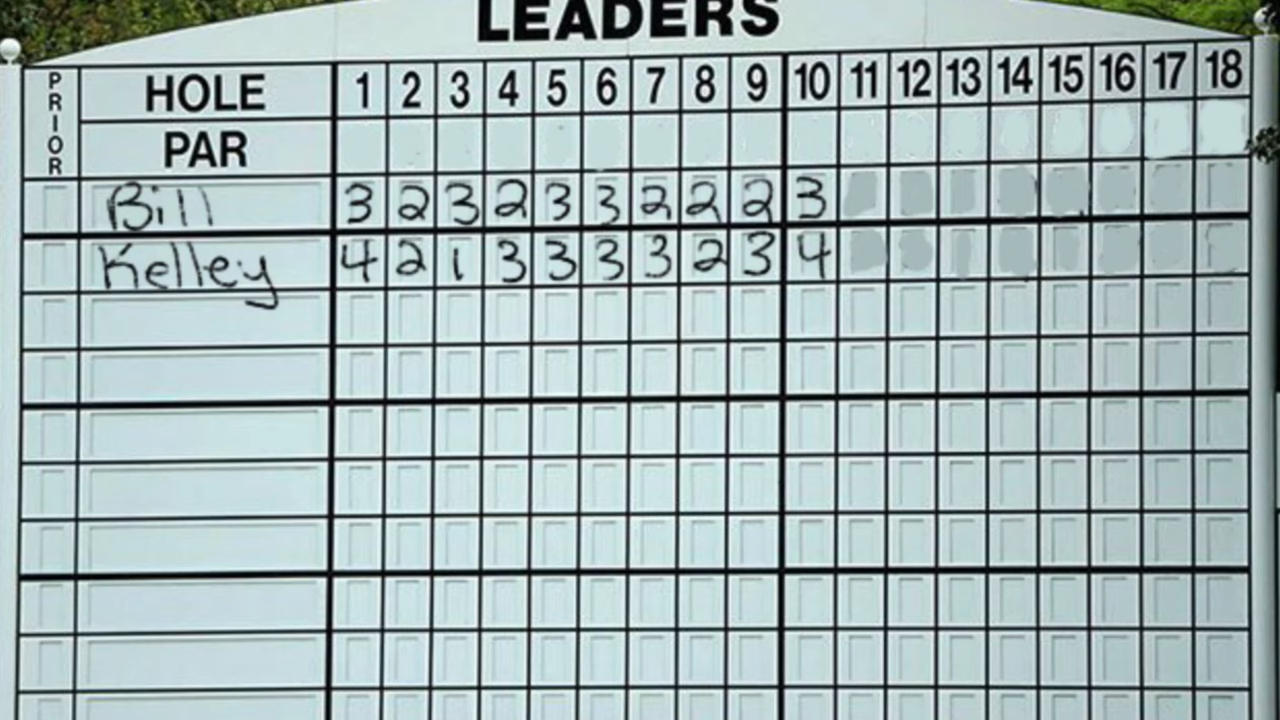 LEADERS
PRIOR HOLE 1 2 3 4 5 6 7 8 9 10 11 12 13 14 15 16 17 18
PAR
Bill 3 2 3 2 3 3 2 2 2 3
Kelley 4 2 1 3 3 3 3 2 3 4